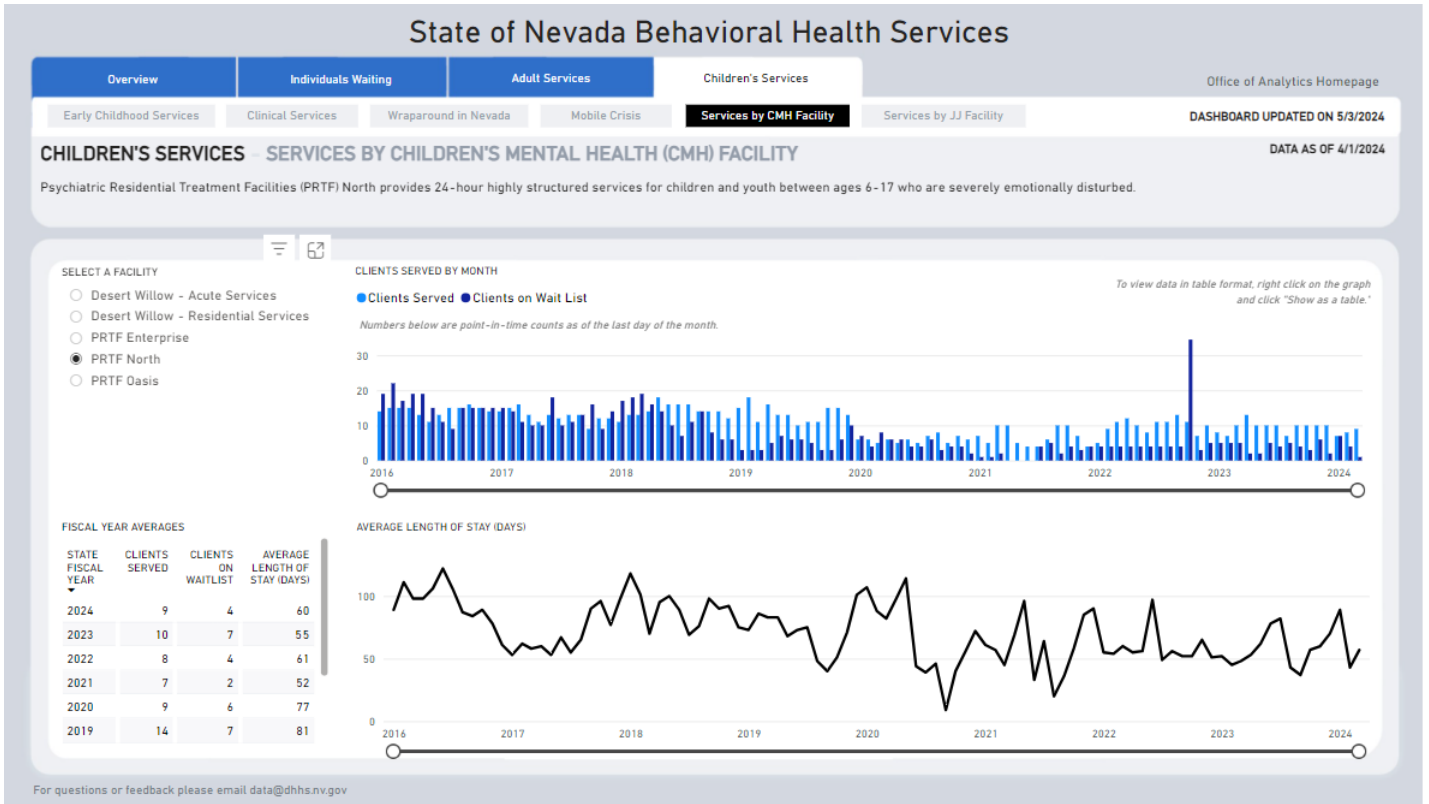 State of Nevada Behavioral Health Services
Overview
Individuals Waiting
Adult Services
Children's Services
Office of Analytics Homepage
Early Childhood Services
Clinical Services
Wraparound in Nevada
Mobile Crisis
Services by CMH Facility
Services by JJ Facility
DASHBOARD UPDATED ON 5/3/2024
CHILDREN'S SERVICES - SERVICES BY CHILDREN'S MENTAL HEALTH (CMH) FACILITY
DATA AS OF 4/1/2024
Psychiatric Residential Treatment Facilities (PRTF) North provides 24-hour highly structured services for children and youth between ages 6-17 who are severely emotionally disturbed.
SELECT A FACILITY
Desert Willow - Acute Services
Desert Willow - Residential Services
PRTF Enterprise
PRTF North
PRTF Oasis
CLIENTS SERVED BY MONTH
Clients Served Clients on Wait List
To view data in table format, right click on the graph
and click "Show as a table."
Numbers below are point-in-time counts as of the last day of the month.
30
20
10
0
2016 2017 2018 2019 2020 2021 2022 2023 2024
FISCAL YEAR AVERAGES
STATE CLIENTS CLIENTS AVERAGE
FISCAL SERVED ON LENGTH OF
YEAR WAITLIST STAY (DAYS)
2024 9 4 60
2023 10 7 55
2022 8 4 61
2021 7 2 52
2020 9 6 77
2019 14 7 81
AVERAGE LENGTH OF STAY (DAYS)
100
50
0
2016 2017 2018 2019 2020 2021 2022 2023 2024
For questions or feedback please email data@dhhs.nv.gov